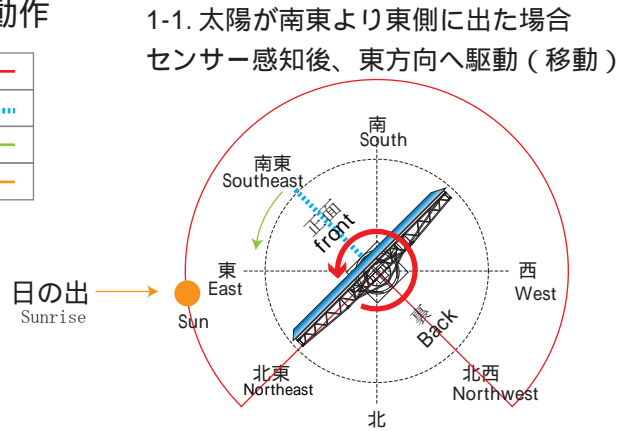 動作
1-1. 太陽が南東より東側に出た場合
センサー感知後、東方向へ駆動(移動)
南
South
南東
Southeast
正面
front
東
East
西
West
日の出
Sunrise
Sun
裏
Back
北東
Northeast
北西
Northwest
北